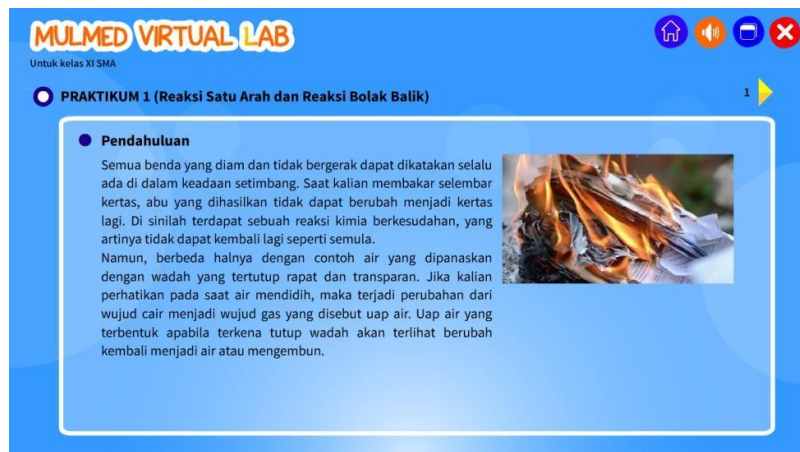 MULMED VIRTUAL LAB
Untuk kelas XI SMA
PRAKTIKUM 1 (Reaksi Satu Arah dan Reaksi Bolak Balik)
1
Pendahuluan
Semua benda yang diam dan tidak bergerak dapat dikatakan selalu
ada di dalam keadaan setimbang. Saat kalian membakar selembar
kertas, abu yang dihasilkan tidak dapat berubah menjadi kertas
lagi. Di sinilah terdapat sebuah reaksi kimia berkesudahan, yang
artinya tidak dapat kembali lagi seperti semula.
Namun, berbeda halnya dengan contoh air yang dipanaskan
dengan wadah yang tertutup rapat dan transparan. Jika kalian
perhatikan pada saat air mendidih, maka terjadi perubahan dari
wujud cair menjadi wujud gas yang disebut uap air. Uap air yang
terbentuk apabila terkena tutup wadah akan terlihat berubah
kembali menjadi air atau mengembun.